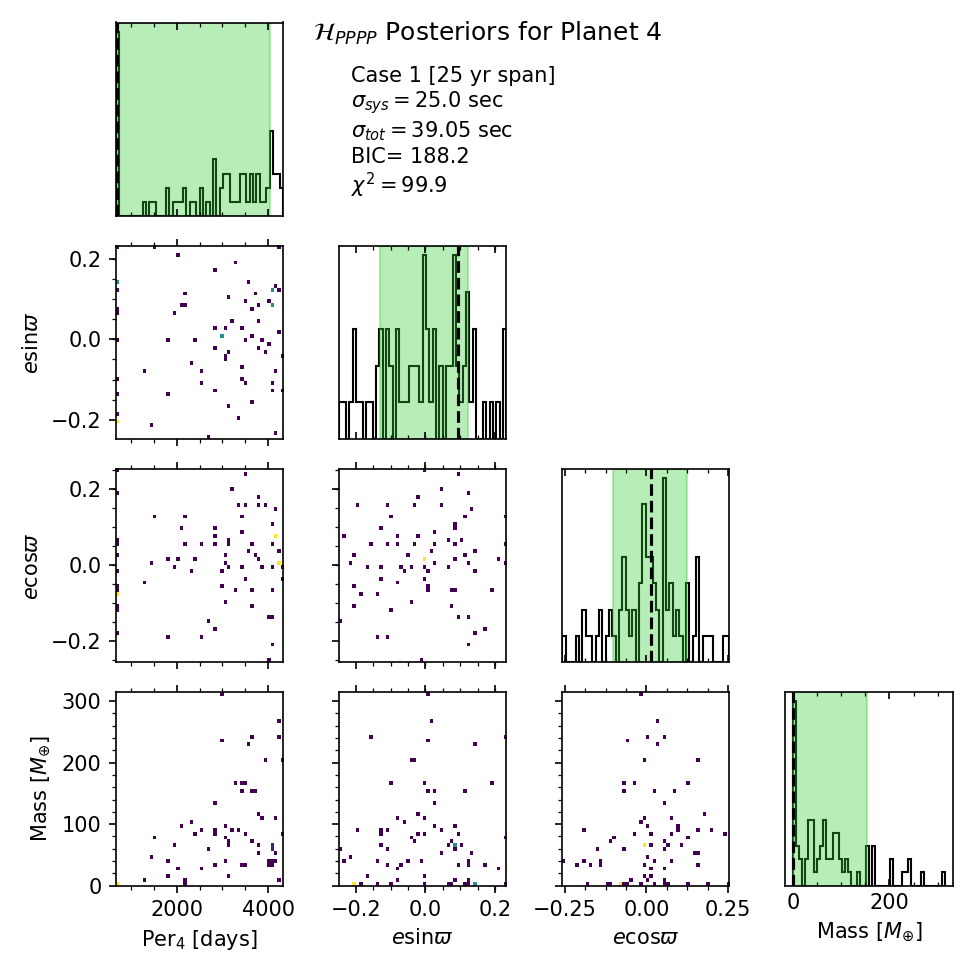 𝓗PPPP Posteriors for Planet 4
Case 1 [25 yr span]
σsys = 25.0 sec
σtot = 39.05 sec
BIC= 188.2
χ² = 99.9
0.2
0.0
−0.2
esinϖ
0.2
0.0
−0.2
ecosϖ
300
200
100
0
Mass [M⊕]
2000 4000
Per₄ [days]
−0.2 0.0 0.2
esinϖ
−0.25 0.00 0.25
ecosϖ
0 200
Mass [M⊕]